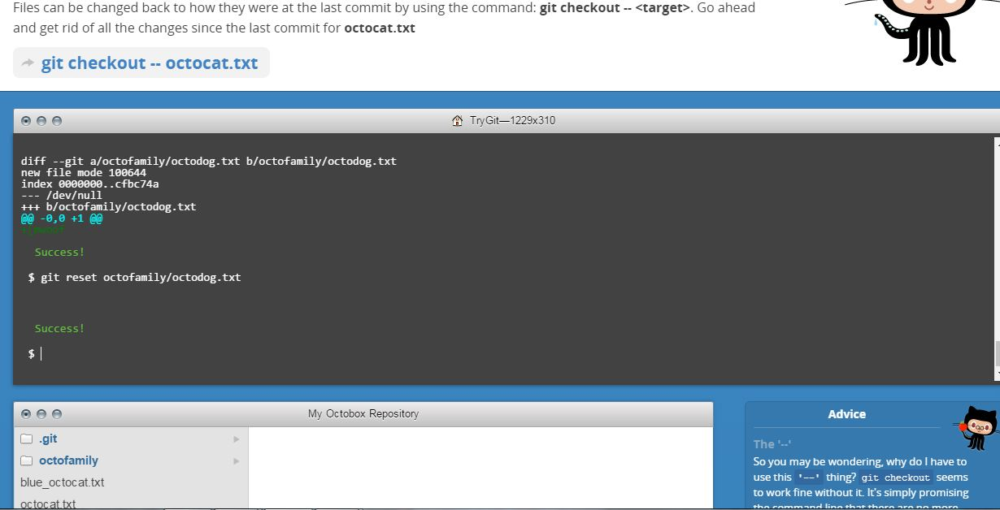 Files can be changed back to how they were at the last commit by using the command: git checkout -- <target>. Go ahead
and get rid of all the changes since the last commit for octocat.txt
git checkout -- octocat.txt
TryGit—1229x310
diff --git a/octofamily/octodog.txt b/octofamily/octodog.txt
new file mode 100644
index 0000000..cfbc74a
--- /dev/null
+++ b/octofamily/octodog.txt
@@ -0,0 +1 @@
Success!
$ git reset octofamily/octodog.txt
Success!
$
My Octobox Repository
.git
octofamily
blue_octocat.txt
octocat.txt
Advice
The '--'
So you may be wondering, why do I have to
use this '--' thing? git checkout seems
to work fine without it. It's simply promising
the command line that there are no more